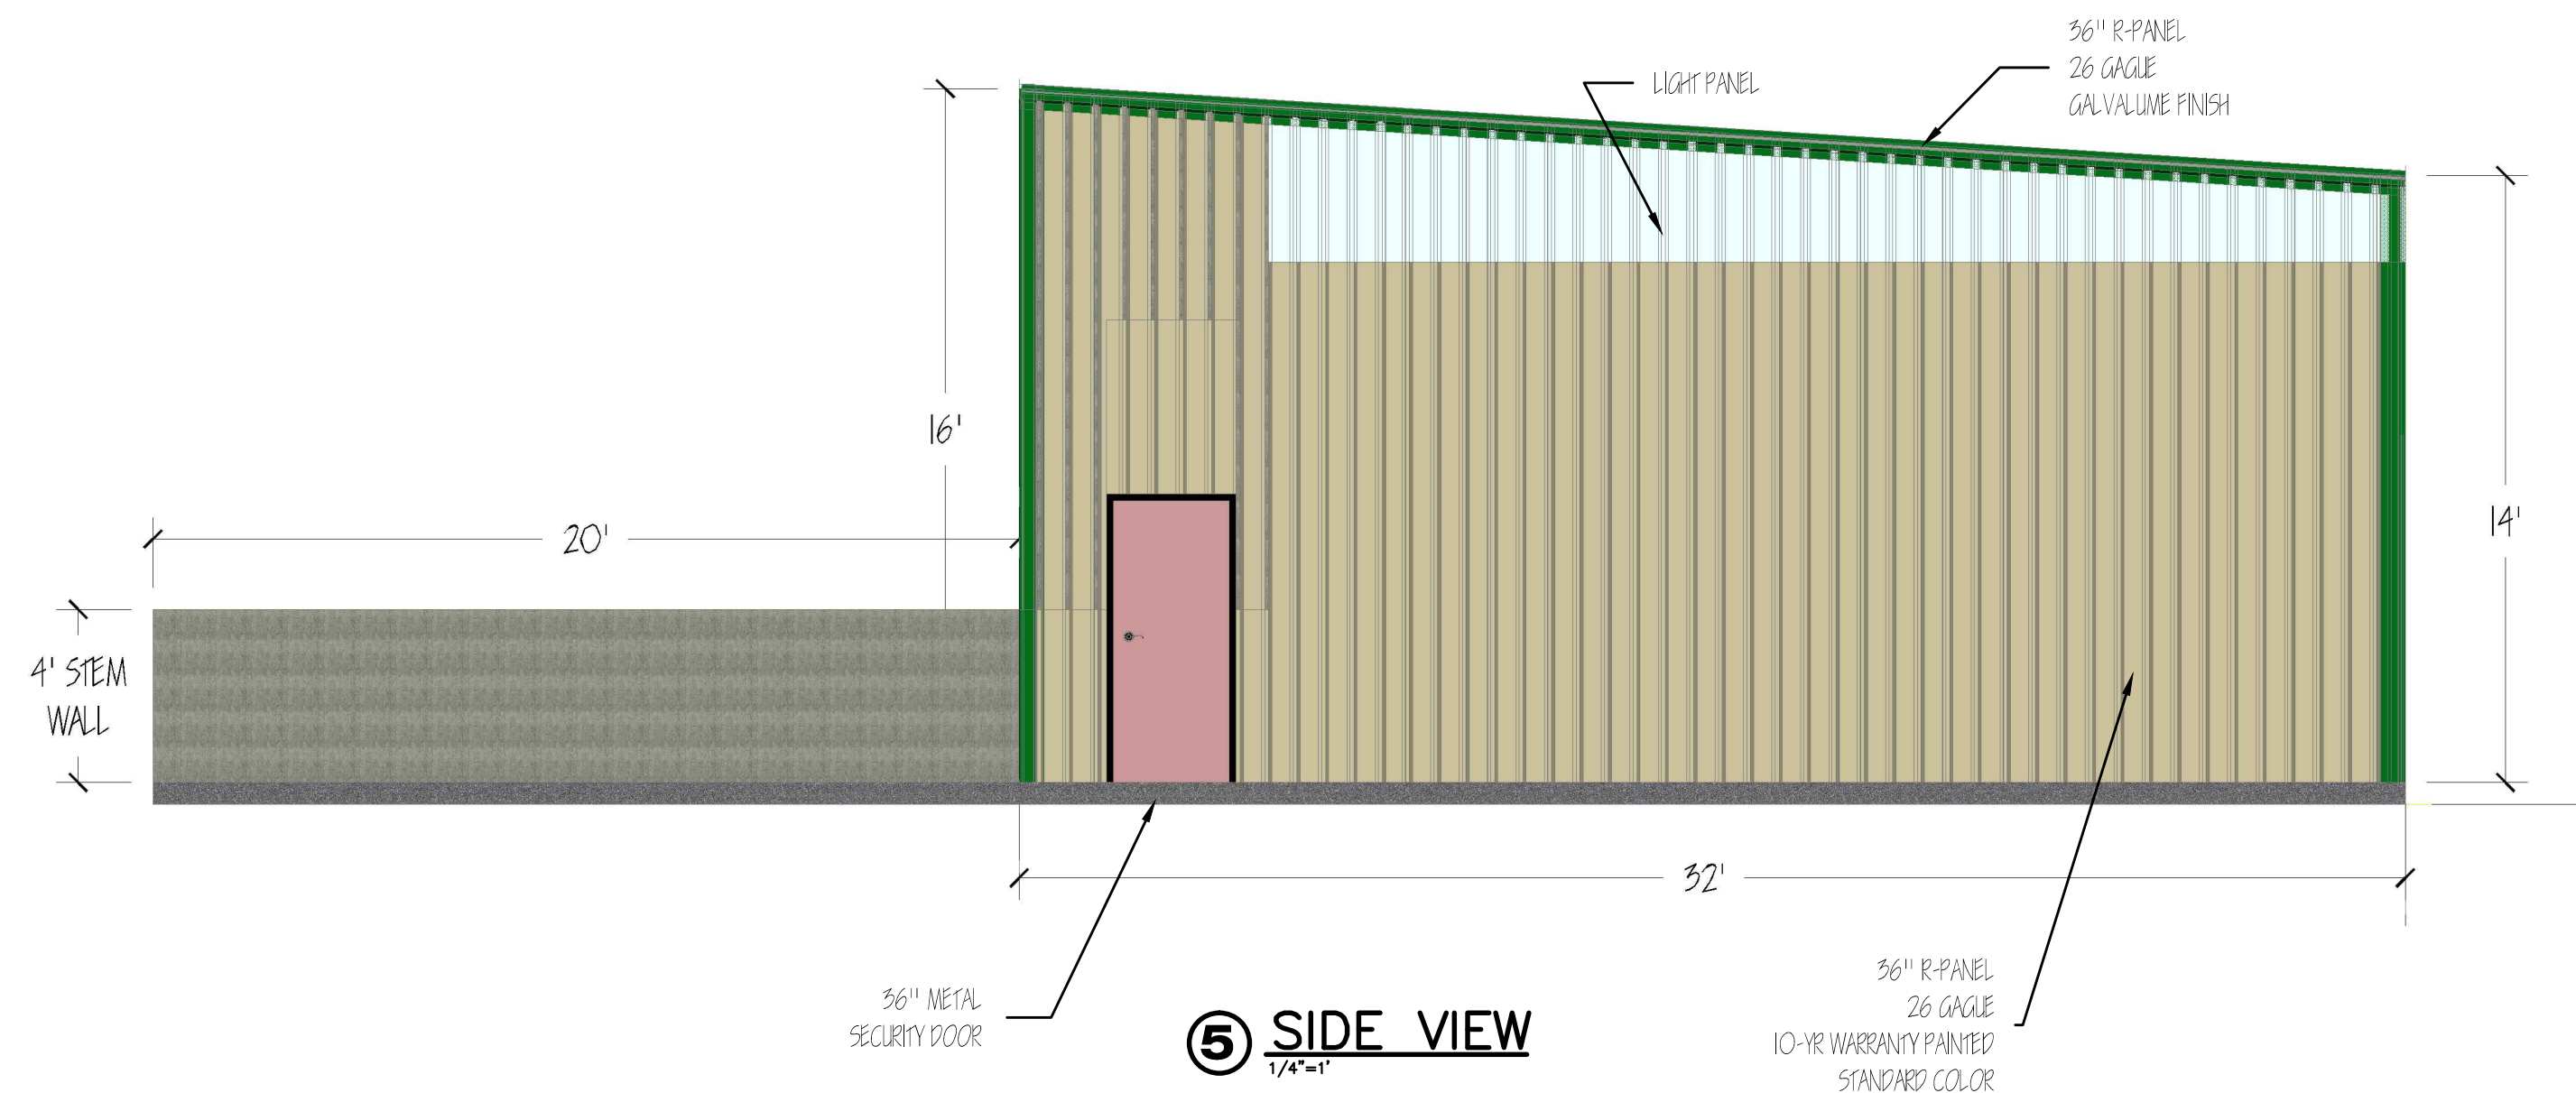 36" R-PANEL
26 GAGUE
GALVALUME FINISH
LIGHT PANEL
16'
20'
14'
4' STEM
WALL
32'
36" METAL
SECURITY DOOR
5 SIDE VIEW
1/4"=1'
36" R-PANEL
26 GAGUE
10-YR WARRANTY PAINTED
STANDARD COLOR